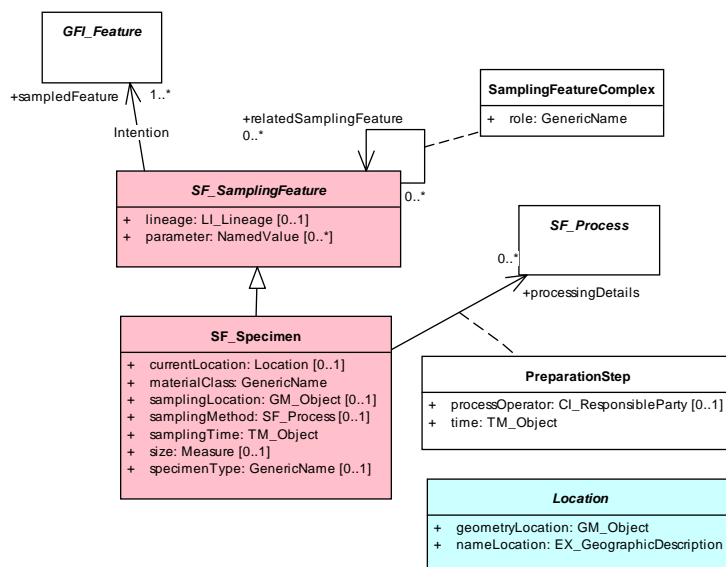 GFI_Feature
+sampledFeature
1..*
Intention
SamplingFeatureComplex
+ role: GenericName
+relatedSamplingFeature
0..*
0..*
SF_SamplingFeature
+ lineage: LI_Lineage [0..1]
+ parameter: NamedValue [0..*]
SF_Process
0..*
+processingDetails
SF_Specimen
+ currentLocation: Location [0..1]
+ materialClass: GenericName
+ samplingLocation: GM_Object [0..1]
+ samplingMethod: SF_Process [0..1]
+ samplingTime: TM_Object
+ size: Measure [0..1]
+ specimenType: GenericName [0..1]
PreparationStep
+ processOperator: CI_ResponsibleParty [0..1]
+ time: TM_Object
Location
+ geometryLocation: GM_Object
+ nameLocation: EX_GeographicDescription